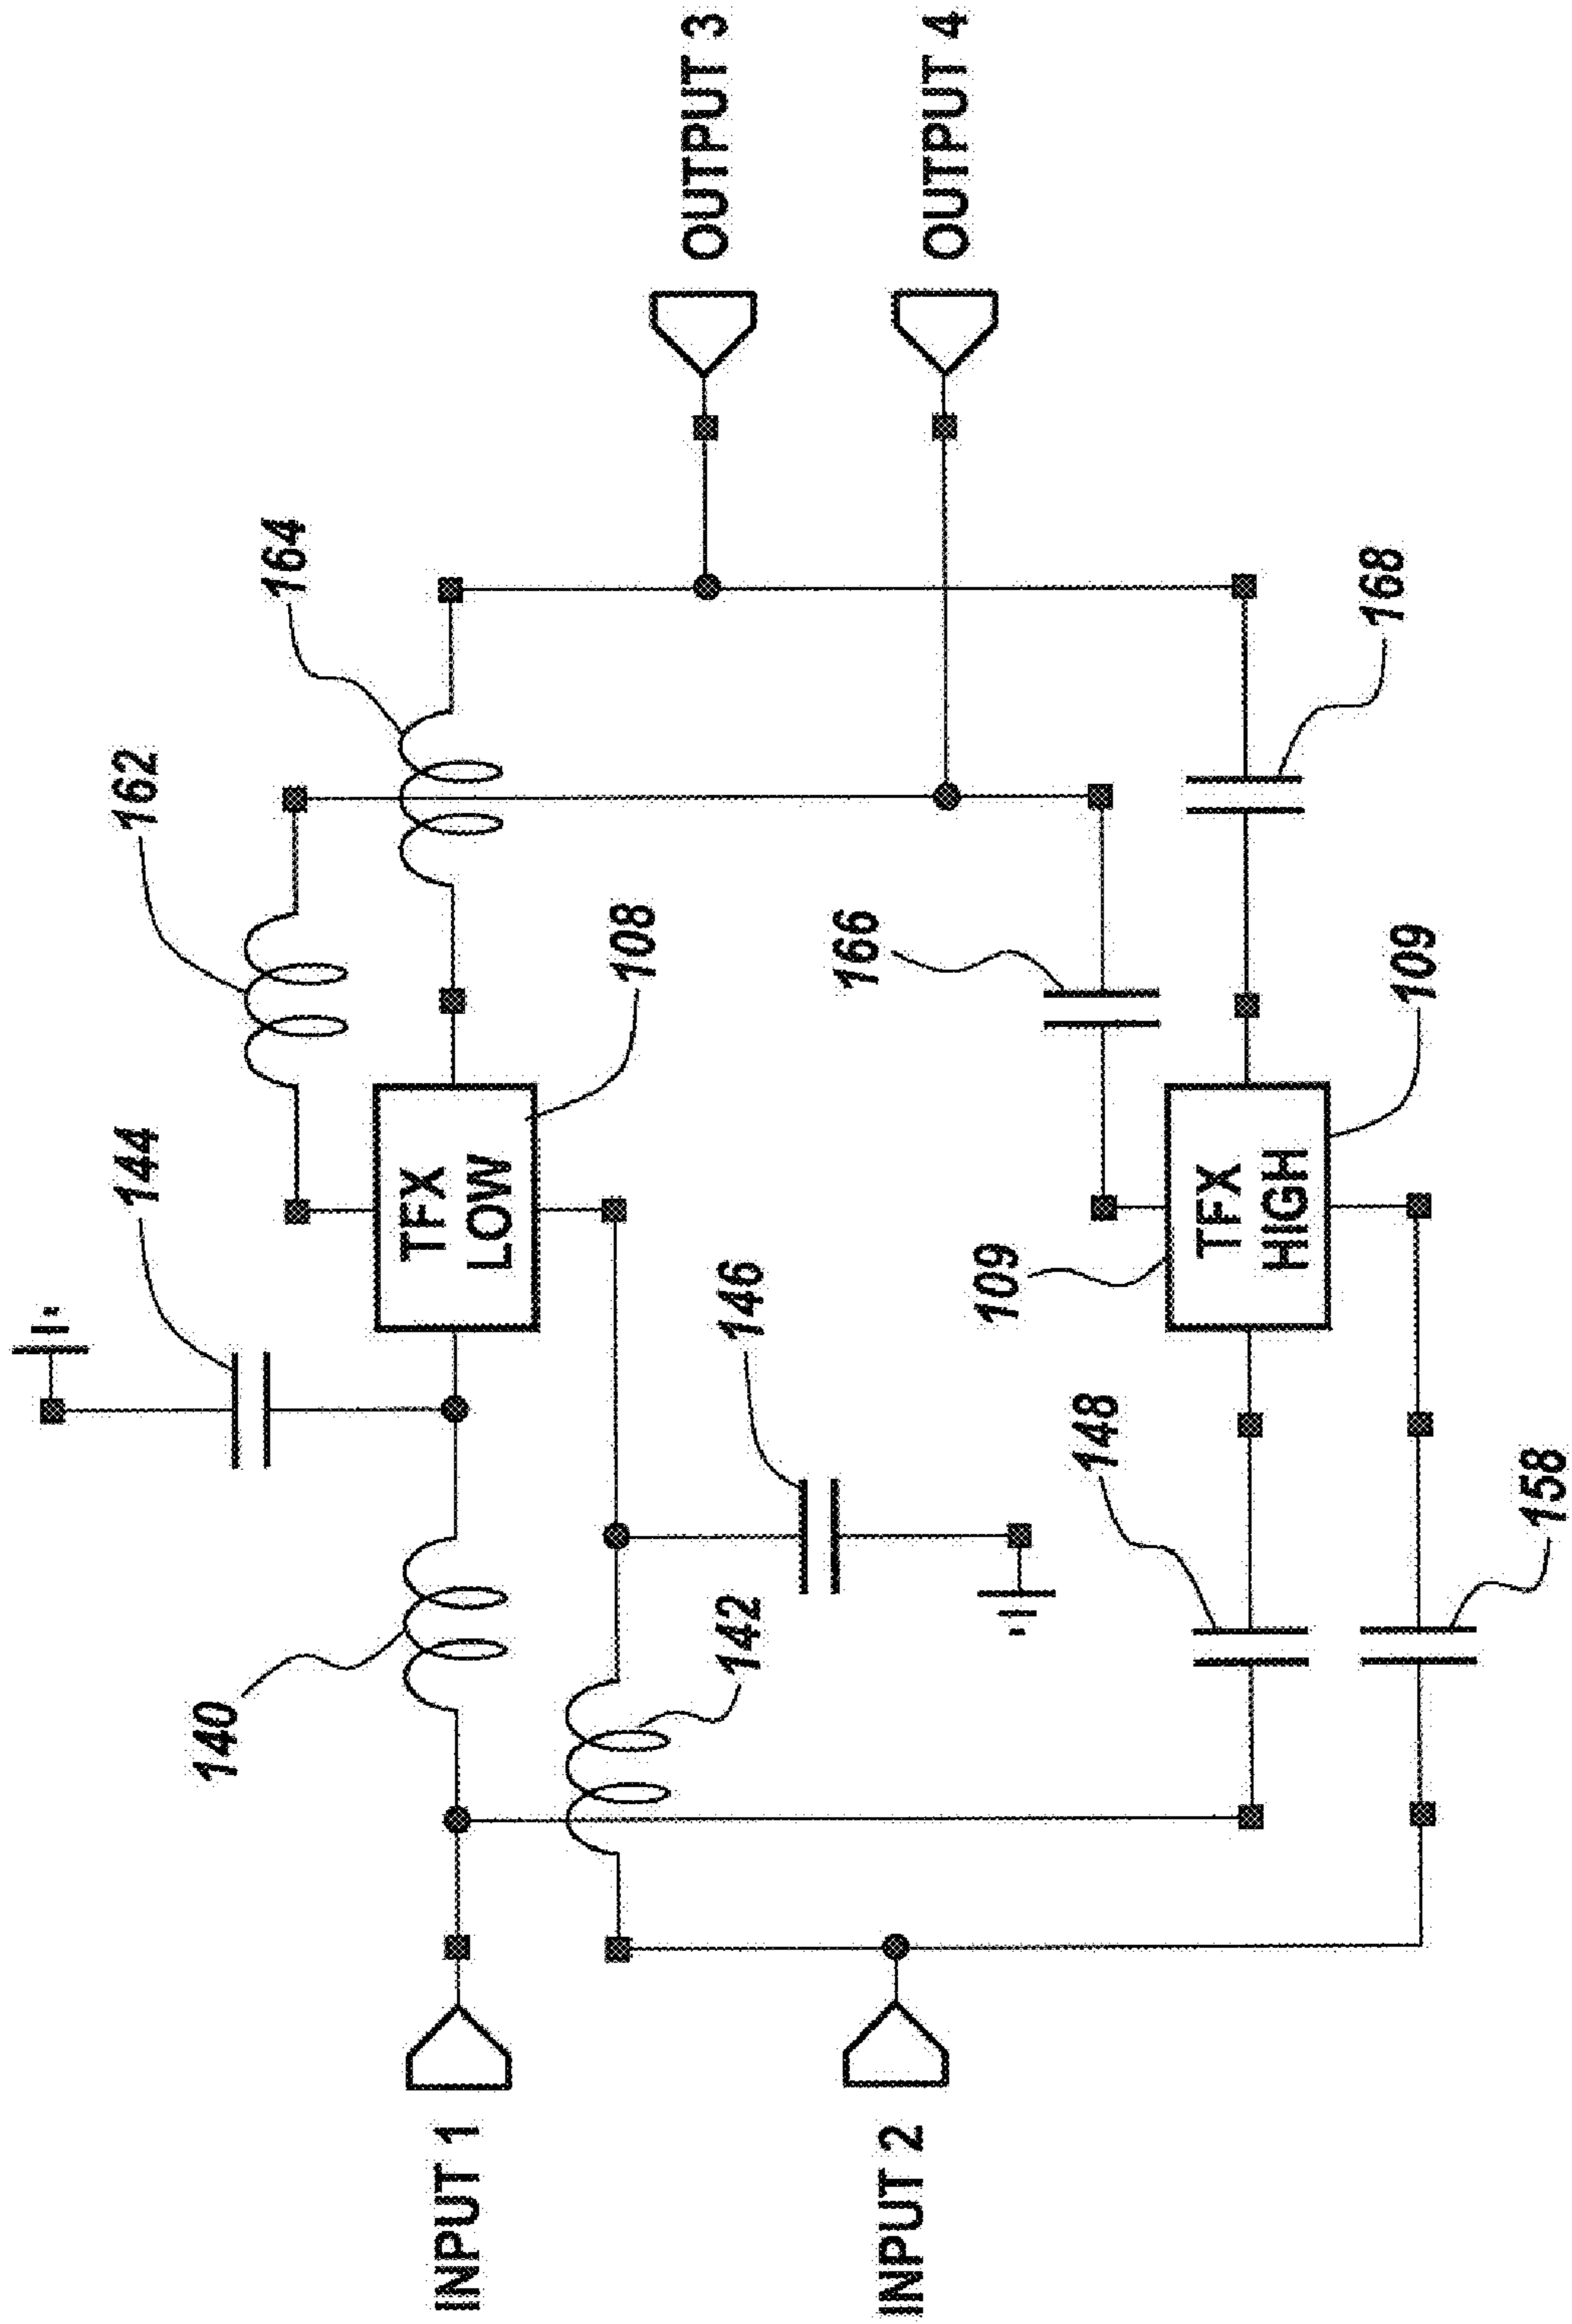 144
162
164
OUTPUT 3
140
TFX
LOW
108
INPUT 1
142
146
166
OUTPUT 4
INPUT 2
148
109
TFX
HIGH
109
168
158